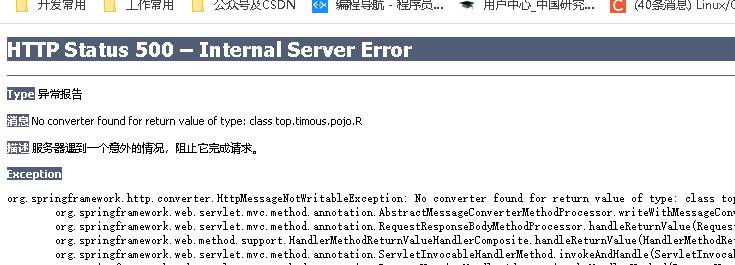 开发常用 工作常用 公众号及CSDN 编程导航 - 程序员... 用户中心_中国研究... (40条消息) Linux/C
HTTP Status 500 – Internal Server Error
Type 异常报告
消息 No converter found for return value of type: class top.timous.pojo.R
描述 服务器遇到一个意外的情况，阻止它完成请求。
Exception
org.springframework.http.converter.HttpMessageNotWritableException: No converter found for return value of type: class top
org.springframework.web.servlet.mvc.method.annotation.AbstractMessageConverterMethodProcessor.writeWithMessageConv
org.springframework.web.servlet.mvc.method.annotation.RequestResponseBodyMethodProcessor.handleReturnValue(Reques
org.springframework.web.method.support.HandlerMethodReturnValueHandlerComposite.handleReturnValue(HandlerMethodRet
org.springframework.web.servlet.mvc.method.annotation.ServletInvocableHandlerMethod.invokeAndHandle(ServletInvocab